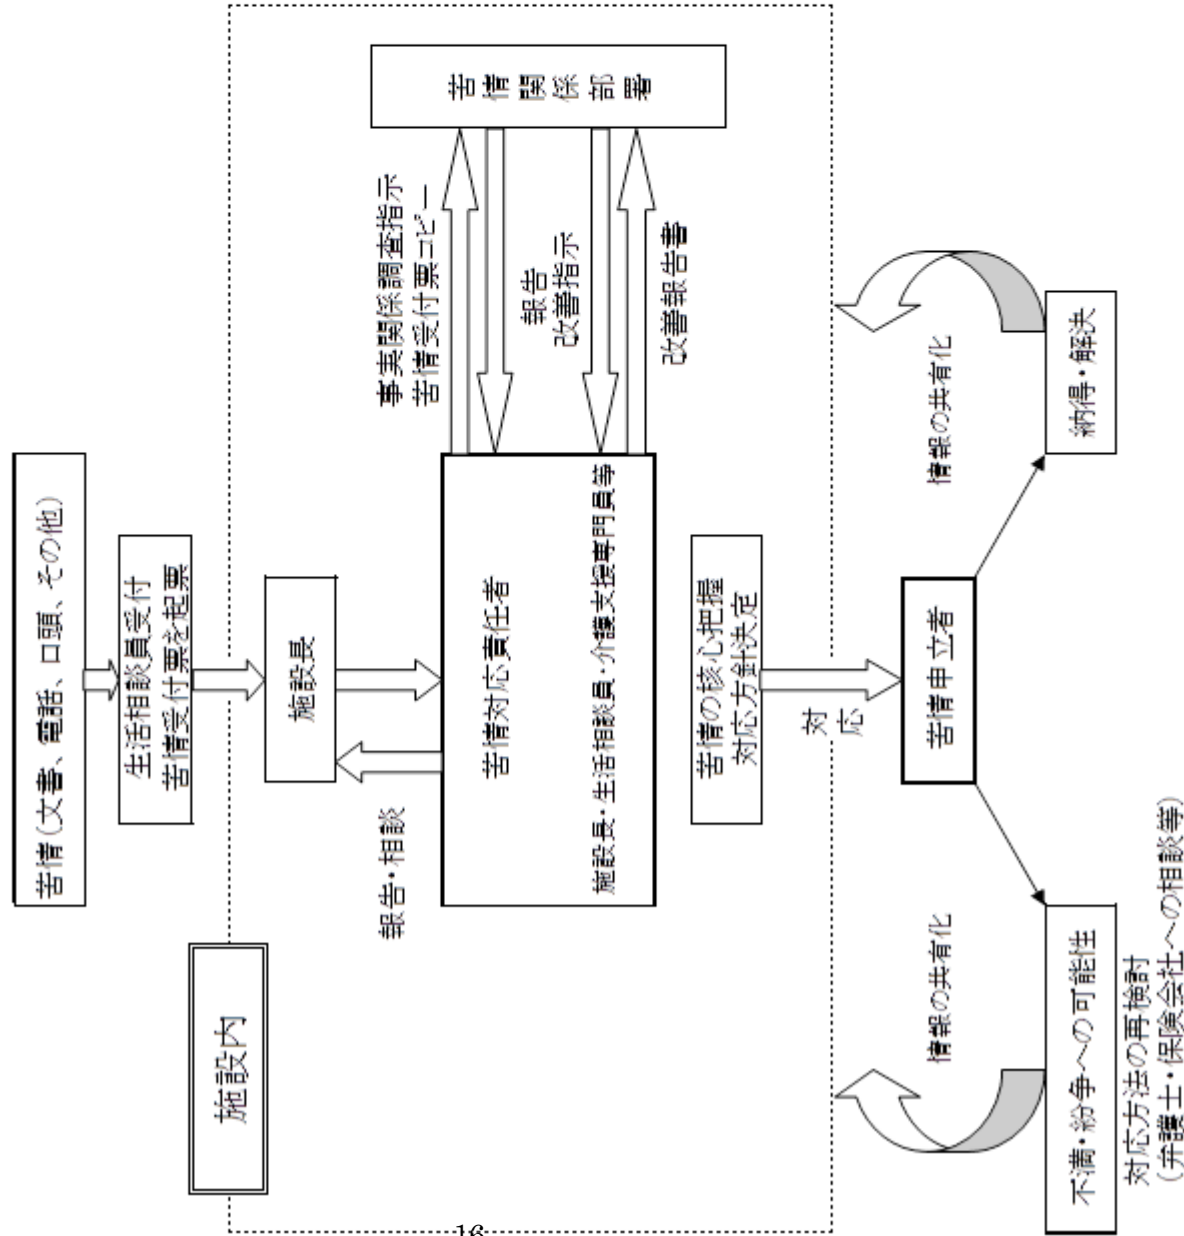 苦情(文書、電話、口頭、その他)
生活相談員受付
苦情受付票を起票
施設内
施設長
報告・相談
苦情対応責任者
施設長・生活相談員・介護支援専門員等
事実関係調査指示
苦情受付票コピー
報告
改善指示
改善報告書
苦情関係部署
苦情の核心把握
対応方針決定
対
応
苦情申立者
情報の共有化
情報の共有化
不満・紛争への可能性
納得・解決
対応方法の再検討
(弁護士・保険会社への相談等)
16